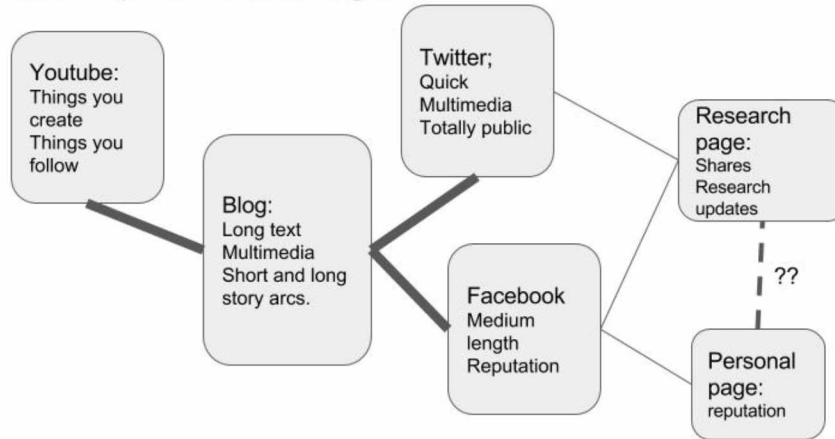 Youtube:
Things you
create
Things you
follow
Blog:
Long text
Multimedia
Short and long
story arcs.
Twitter;
Quick
Multimedia
Totally public
Facebook
Medium
length
Reputation
Research
page:
Shares
Research
updates
??
Personal
page:
reputation